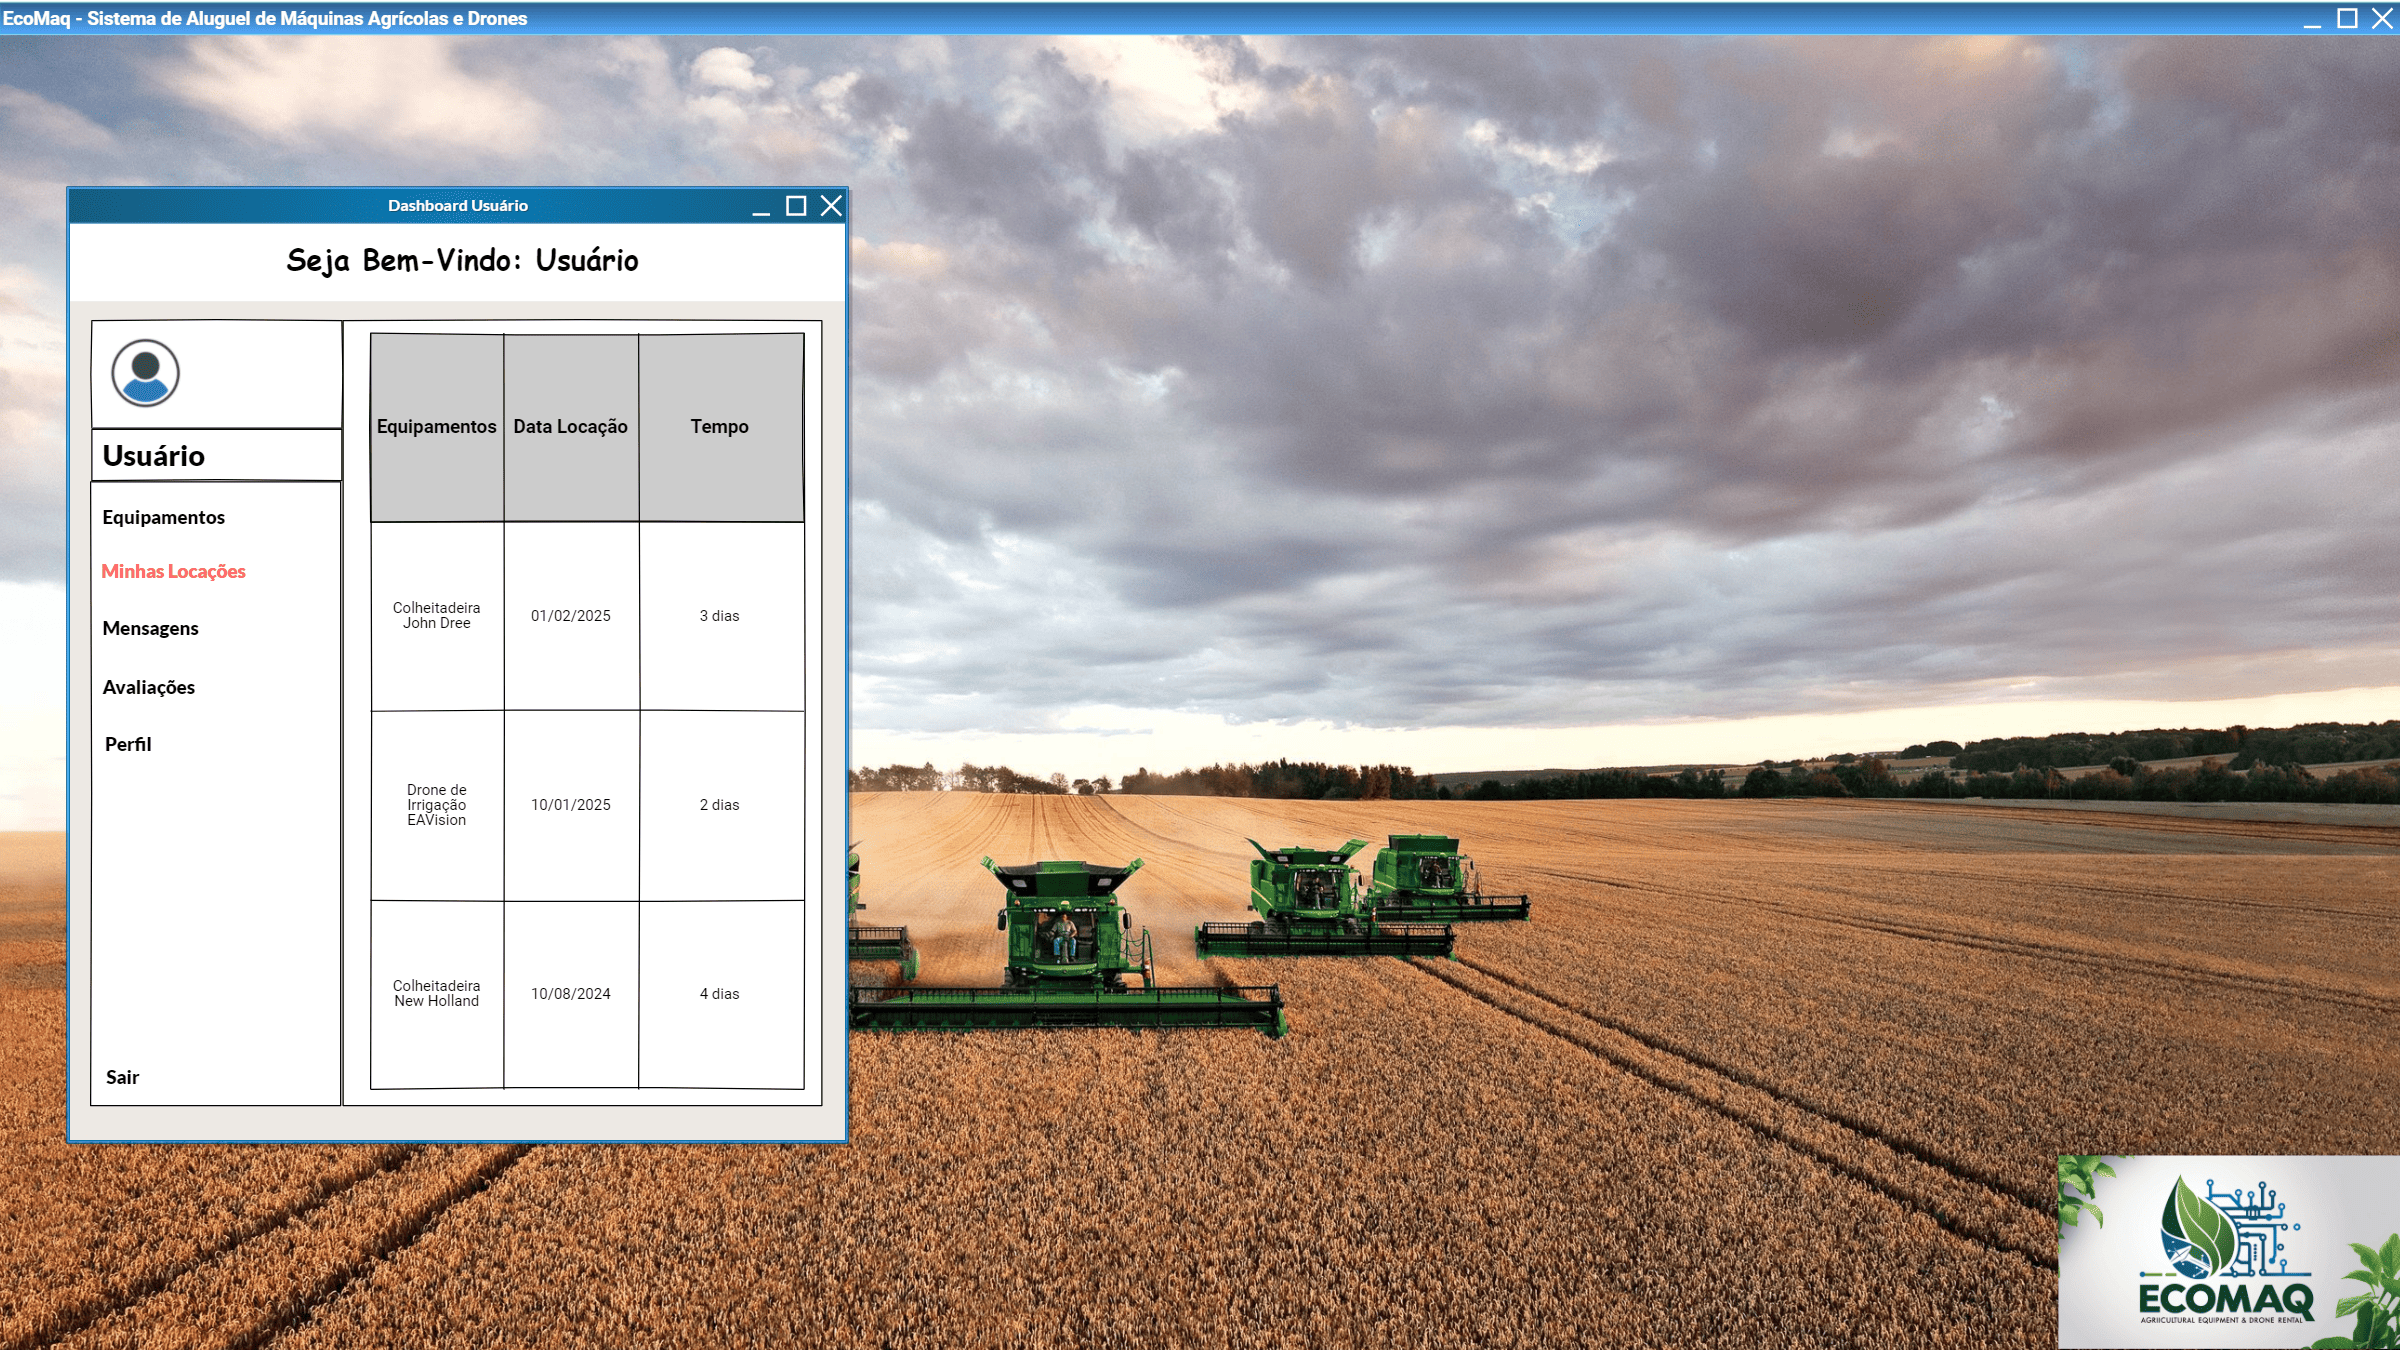 EcoMaq - Sistema de Aluguel de Máquinas Agrícolas e Drones
Dashboard Usuário
Seja Bem-Vindo: Usuário
Usuário
Equipamentos
Minhas Locações
Mensagens
Avaliações
Perfil
Sair
Equipamentos Data Locação Tempo
Colheitadeira
John Dree
01/02/2025
3 dias
Drone de
Irrigação
EAVision
10/01/2025
2 dias
Colheitadeira
New Holland
10/08/2024
4 dias
ECOMAQ
AGRIICULTURAL EQUIPMENT & DRONE RENTAL